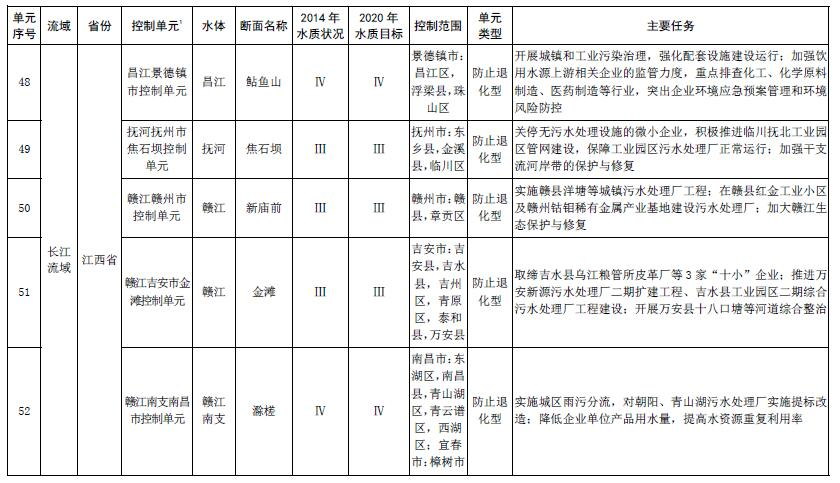 单元序号 流域 省份 控制单元¹ 水体 断面名称 2014年水质状况 2020年水质目标 控制范围 单元类型 主要任务
48 长江流域 江西省 昌江景德镇市控制单元 昌江 鲇鱼山 Ⅳ Ⅳ 景德镇市：昌江区，浮梁县，珠山区 防止退化型 开展城镇和工业污染治理，强化配套设施建设运行；加强饮用水源上游相关企业的监管力度，重点排查化工、化学原料制造、医药制造等行业，突出企业环境应急预案管理和环境风险防控
49 抚河抚州市焦石坝控制单元 抚河 焦石坝 Ⅲ Ⅲ 抚州市：东乡县，金溪县，临川区 防止退化型 关停无污水处理设施的微小企业，积极推进临川抚北工业园区管网建设，保障工业园区污水处理厂正常运行；加强干支流河岸带的保护与修复
50 赣江赣州市控制单元 赣江 新庙前 Ⅲ Ⅲ 赣州市：赣县，章贡区 防止退化型 实施赣县洋塘等城镇污水处理厂工程；在赣县红金工业小区及赣州钴钼稀有金属产业基地建设污水处理厂；加大赣江生态保护与修复
51 赣江吉安市金滩控制单元 赣江 金滩 Ⅲ Ⅲ 吉安市：吉安县，吉水县，吉州区，青原区，泰和县，万安县 防止退化型 取缔吉水县乌江粮管所皮革厂等3家“十小”企业；推进万安新源污水处理厂二期扩建工程、吉水县工业园区二期综合污水处理厂工程建设；开展万安县十八口塘等河道综合整治
52 赣江南支南昌市控制单元 赣江南支 滁槎 Ⅳ Ⅳ 南昌市：东湖区，南昌县，青山湖区，青云谱区，西湖区；宜春市：樟树市 防止退化型 实施城区雨污分流，对朝阳、青山湖污水处理厂实施提标改造；降低企业单位产品用水量，提高水资源重复利用率